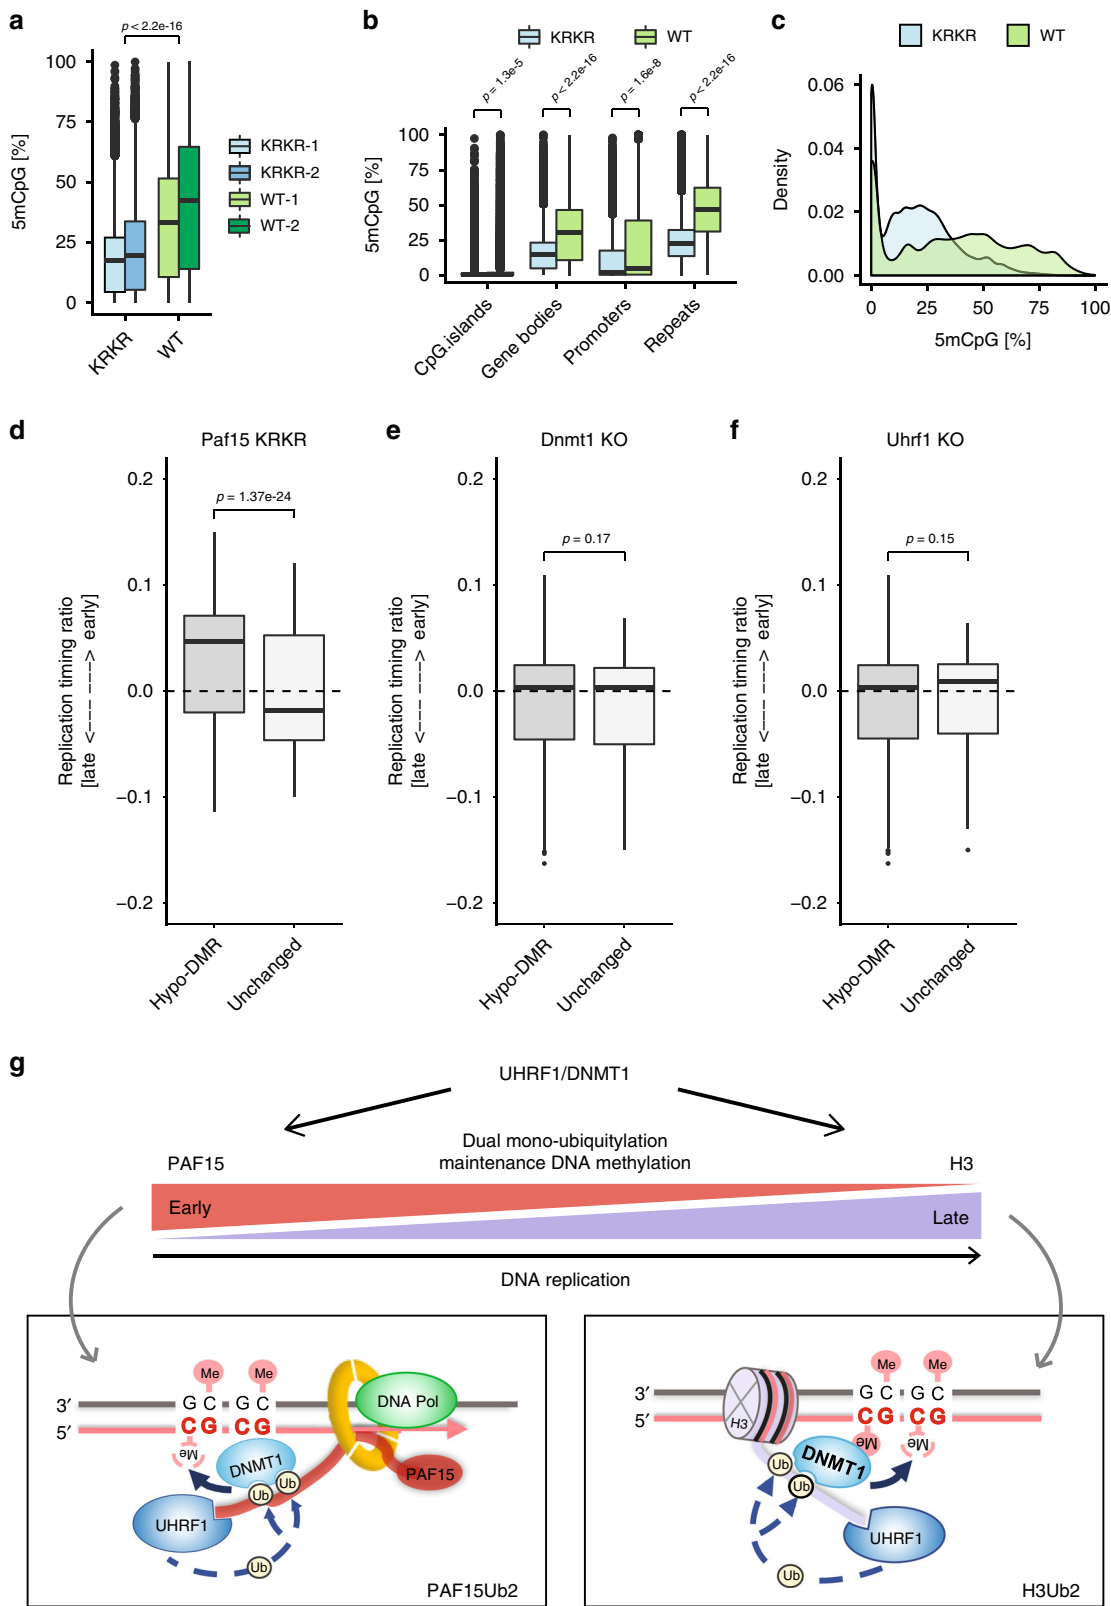 a
p < 2.2e-16
5mCpG [%]
100
75
50
25
0
KRKR
WT
KRKR-1
KRKR-2
WT-1
WT-2
b
KRKR
WT
p = 1.3e-5
p < 2.2e-16
p = 1.6e-8
p < 2.2e-16
5mCpG [%]
100
75
50
25
0
CpG.islands
Gene bodies
Promoters
Repeats
c
KRKR
WT
Density
0.06
0.04
0.02
0.00
0
25
50
75
100
5mCpG [%]
d
Paf15 KRKR
p = 1.37e-24
Replication timing ratio
[late <---- ----> early]
0.2
0.1
0.0
−0.1
−0.2
Hypo-DMR
Unchanged
e
Dnmt1 KO
p = 0.17
Replication timing ratio
[late <---- ----> early]
0.2
0.1
0.0
−0.1
−0.2
Hypo-DMR
Unchanged
f
Uhrf1 KO
p = 0.15
Replication timing ratio
[late <---- ----> early]
0.2
0.1
0.0
−0.1
−0.2
Hypo-DMR
Unchanged
g
UHRF1/DNMT1
Dual mono-ubiquitylation
maintenance DNA methylation
PAF15
H3
Early
Late
DNA replication
Me
Me
3′
G C
G C
DNA Pol
5′
C G
C G
Me
DNMT1
PAF15
Ub
Ub
UHRF1
Ub
PAF15Ub2
Me
Me
3′
G C
G C
5′
C G
C G
H3
Me
Me
DNMT1
Ub
Ub
UHRF1
Ub
H3Ub2